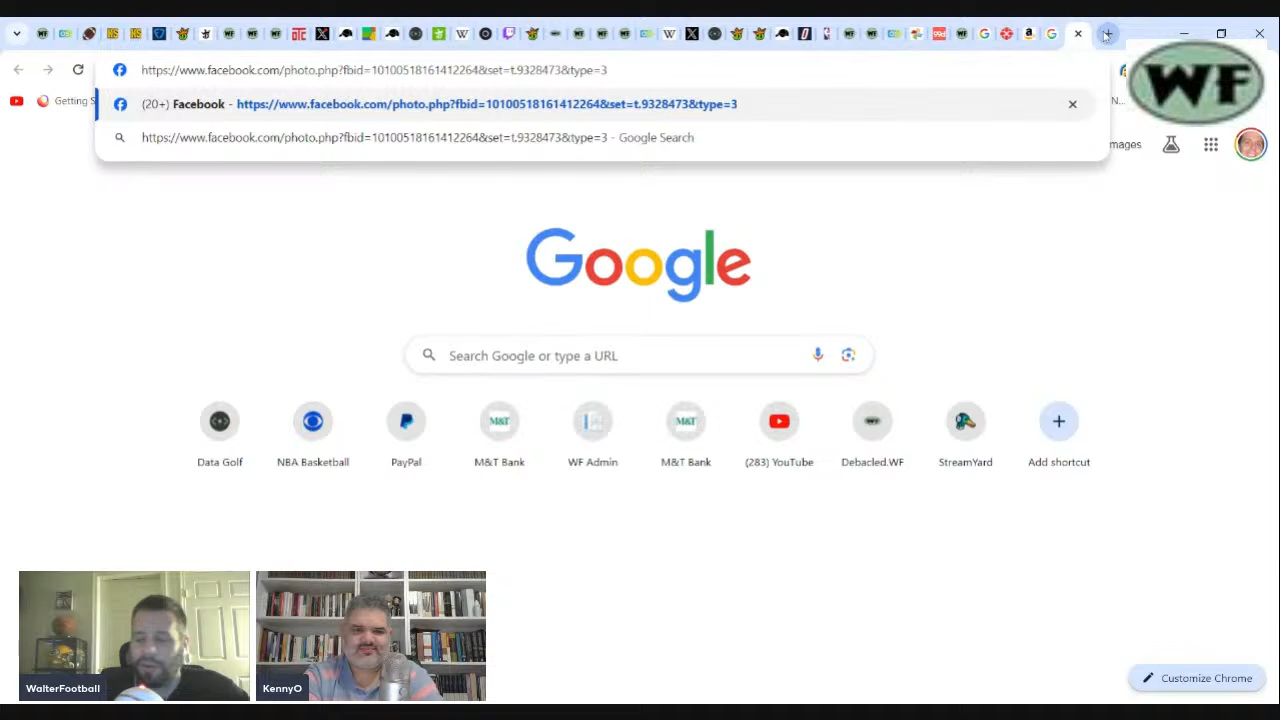 https://www.facebook.com/photo.php?fbid=10100518161412264&set=t.9328473&type=3
(20+) Facebook - https://www.facebook.com/photo.php?fbid=10100518161412264&set=t.9328473&type=3
https://www.facebook.com/photo.php?fbid=10100518161412264&set=t.9328473&type=3 - Google Search
WF
Getting S
N...
mages
Google
Search Google or type a URL
M&T M&T
Data Golf NBA Basketball PayPal M&T Bank WF Admin M&T Bank (283) YouTube Debacled.WF StreamYard Add shortcut
WalterFootball KennyO
Customize Chrome